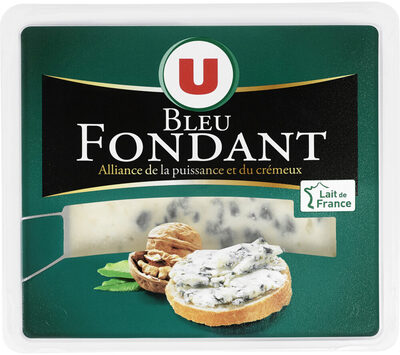 U
BLEU
FONDANT
Alliance de la puissance et du crémeux
Lait de
France